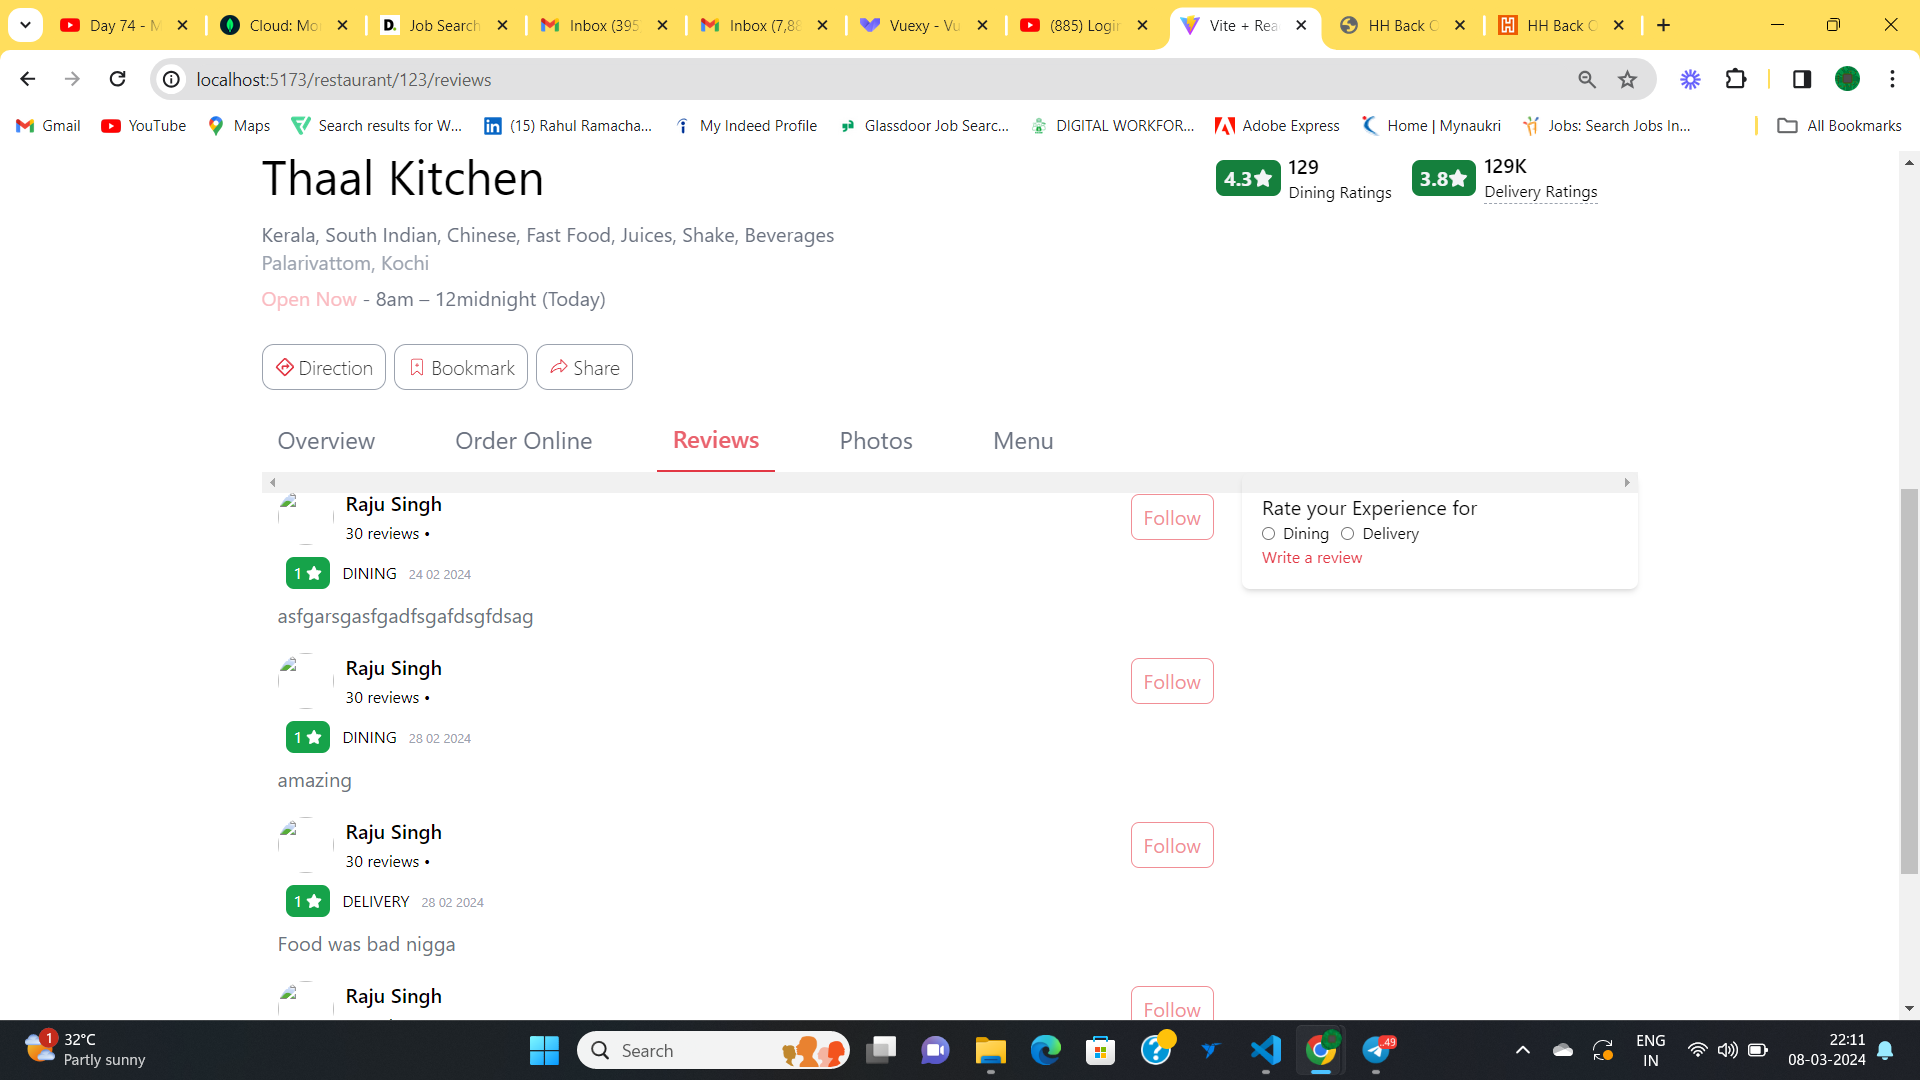 Day 74 - M
Cloud: Mon
Job Search
Inbox (395
Inbox (7,88
Vuexy - Vu
(885) Login
Vite + Rea
HH Back O
HH Back O
localhost:5173/restaurant/123/reviews
Gmail
YouTube
Maps
Search results for W...
(15) Rahul Ramacha...
My Indeed Profile
Glassdoor Job Searc...
DIGITAL WORKFOR...
Adobe Express
Home | Mynaukri
Jobs: Search Jobs In...
All Bookmarks
Thaal Kitchen
4.3
129
Dining Ratings
3.8
129K
Delivery Ratings
Kerala, South Indian, Chinese, Fast Food, Juices, Shake, Beverages
Palarivattom, Kochi
Open Now - 8am – 12midnight (Today)
Direction
Bookmark
Share
Overview
Order Online
Reviews
Photos
Menu
Raju Singh
30 reviews •
Follow
1 DINING 24 02 2024
asfgarsgasfgadfsgafdsgfdsag
Rate your Experience for
Dining Delivery
Write a review
Raju Singh
30 reviews •
Follow
1 DINING 28 02 2024
amazing
Raju Singh
30 reviews •
Follow
1 DELIVERY 28 02 2024
Food was bad nigga
Raju Singh
Follow
1
32°C
Partly sunny
Search
49
ENG
IN
22:11
08-03-2024